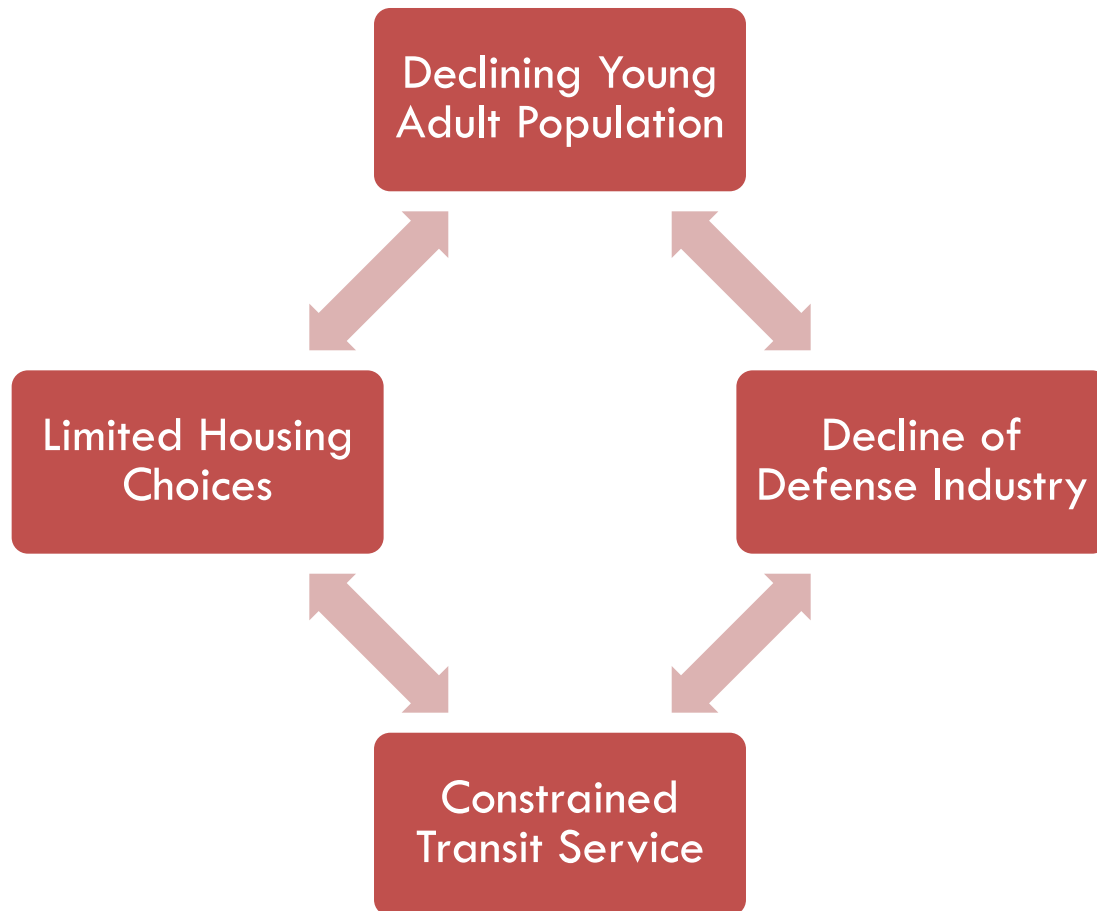 Declining Young
Adult Population
Limited Housing
Choices
Decline of
Defense Industry
Constrained
Transit Service